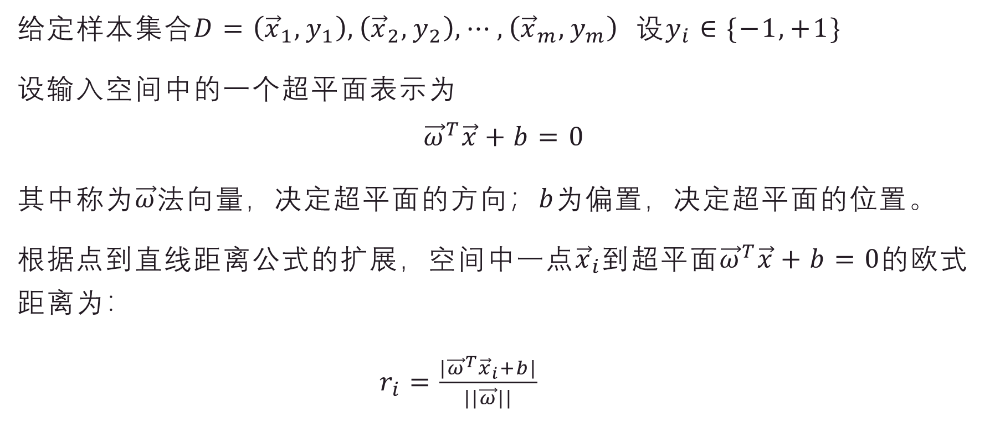 给定样本集合$D = (\vec{x}_1, y_1), (\vec{x}_2, y_2), \cdots, (\vec{x}_m, y_m)$ 设$y_i \in \{-1, +1\}$
设输入空间中的一个超平面表示为
$\vec{\omega}^T \vec{x} + b = 0$
其中称为$\vec{\omega}$法向量，决定超平面的方向；$b$为偏置，决定超平面的位置。
根据点到直线距离公式的扩展，空间中一点$\vec{x}_i$到超平面$\vec{\omega}^T \vec{x} + b = 0$的欧式
距离为：
$r_i = \frac{|\vec{\omega}^T \vec{x}_i + b|}{||\vec{\omega}||}$